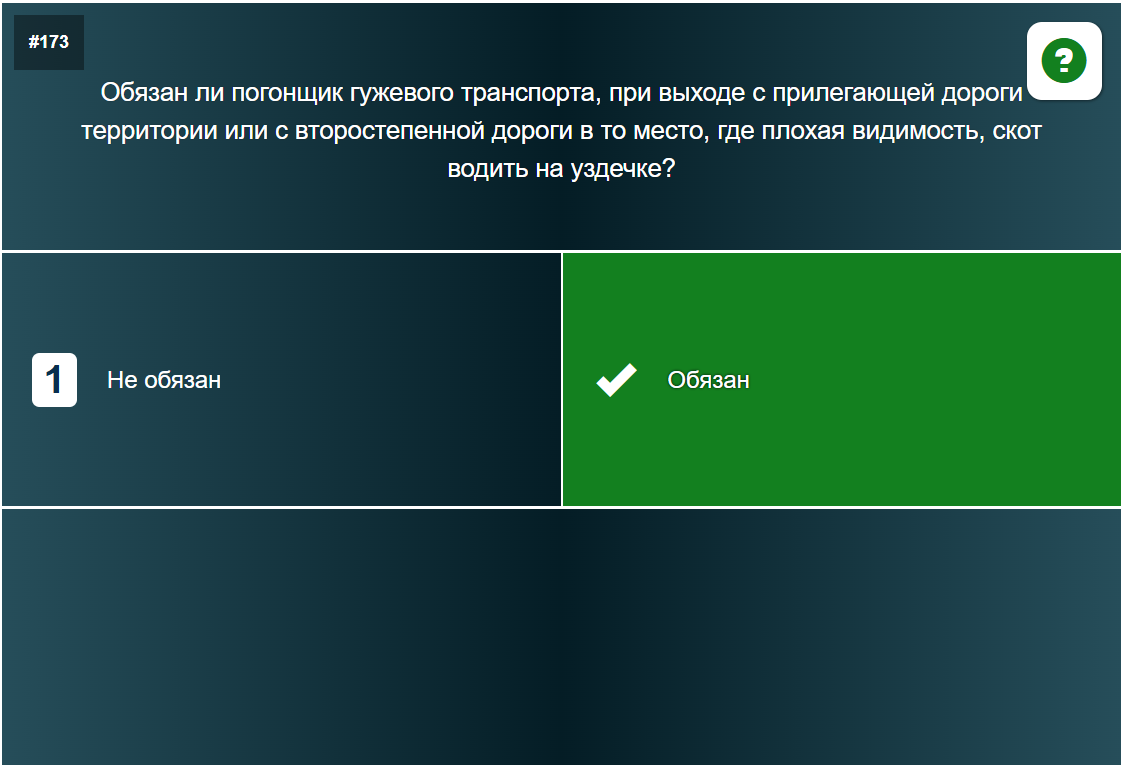 #173
?
Обязан ли погонщик гужевого транспорта, при выходе с прилегающей дороги
территории или с второстепенной дороги в то место, где плохая видимость, скот
водить на уздечке?
1 Не обязан
Обязан